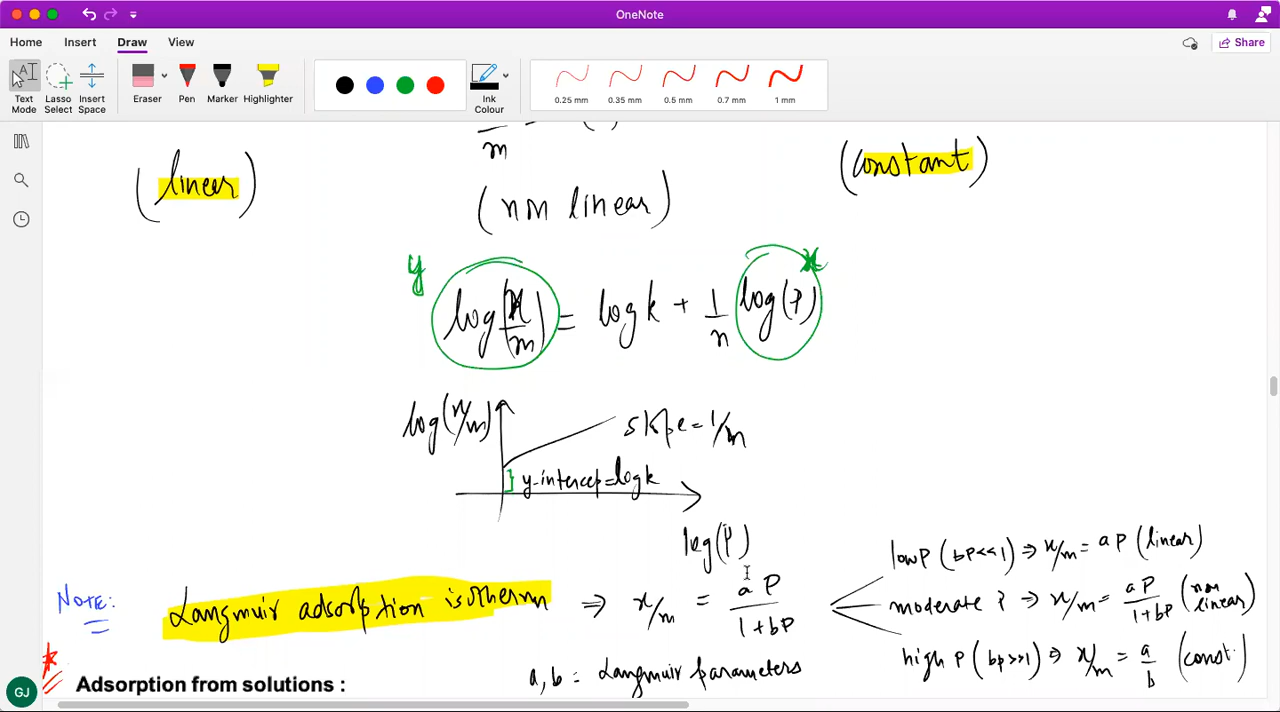 OneNote
Home Insert Draw View
Share
Text Mode
Lasso Select
Insert Space
Eraser
Pen
Marker
Highlighter
Ink Colour
0.25 mm 0.35 mm 0.5 mm 0.7 mm 1 mm
m
(linear)
(non linear)
(constant)
y x
log(x/m) = log k + 1/n log(P)
log(x/m)
slope = 1/m
y-intercep = log k
log(P)
NOTE:
Langmuir adsorption isotherm ⇒ x/m = aP/1+bP
low P (bP<<1) ⇒ x/m = aP (linear)
moderate P ⇒ x/m = aP/1+bP (non linear)
high P (bp>>1) ⇒ x/m = a/b (const.)
a, b = Langmuir parameters
Adsorption from solutions :
GJ